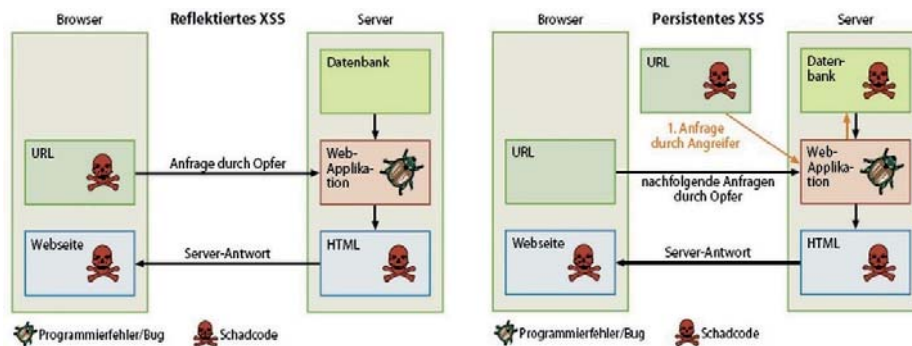 Browser
Reflektiertes XSS
Server
Datenbank
URL
Anfrage durch Opfer
Web-
Applika-
tion
Webseite
Server-Antwort
HTML
Programmierfehler/Bug
Schadcode
Browser
Persistentes XSS
Server
URL
Daten-
bank
1. Anfrage
durch Angreifer
URL
Web-
Applika-
tion
nachfolgende Anfragen
durch Opfer
Webseite
Server-Antwort
HTML
Programmierfehler/Bug
Schadcode